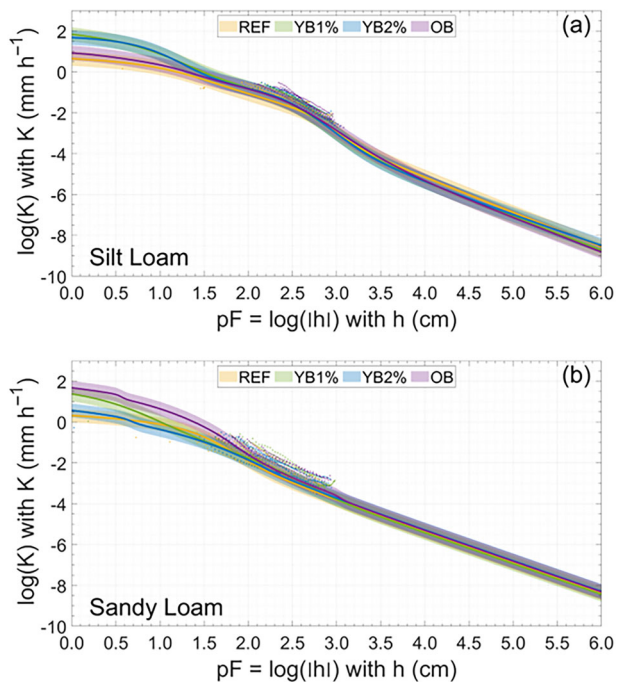 (a)
REF YB1% YB2% OB
2
0
-2
-4
-6
-8
-10
log(K) with K (mm h⁻¹)
Silt Loam
0.0 0.5 1.0 1.5 2.0 2.5 3.0 3.5 4.0 4.5 5.0 5.5 6.0
pF = log(|h|) with h (cm)
(b)
REF YB1% YB2% OB
2
0
-2
-4
-6
-8
-10
log(K) with K (mm h⁻¹)
Sandy Loam
0.0 0.5 1.0 1.5 2.0 2.5 3.0 3.5 4.0 4.5 5.0 5.5 6.0
pF = log(|h|) with h (cm)